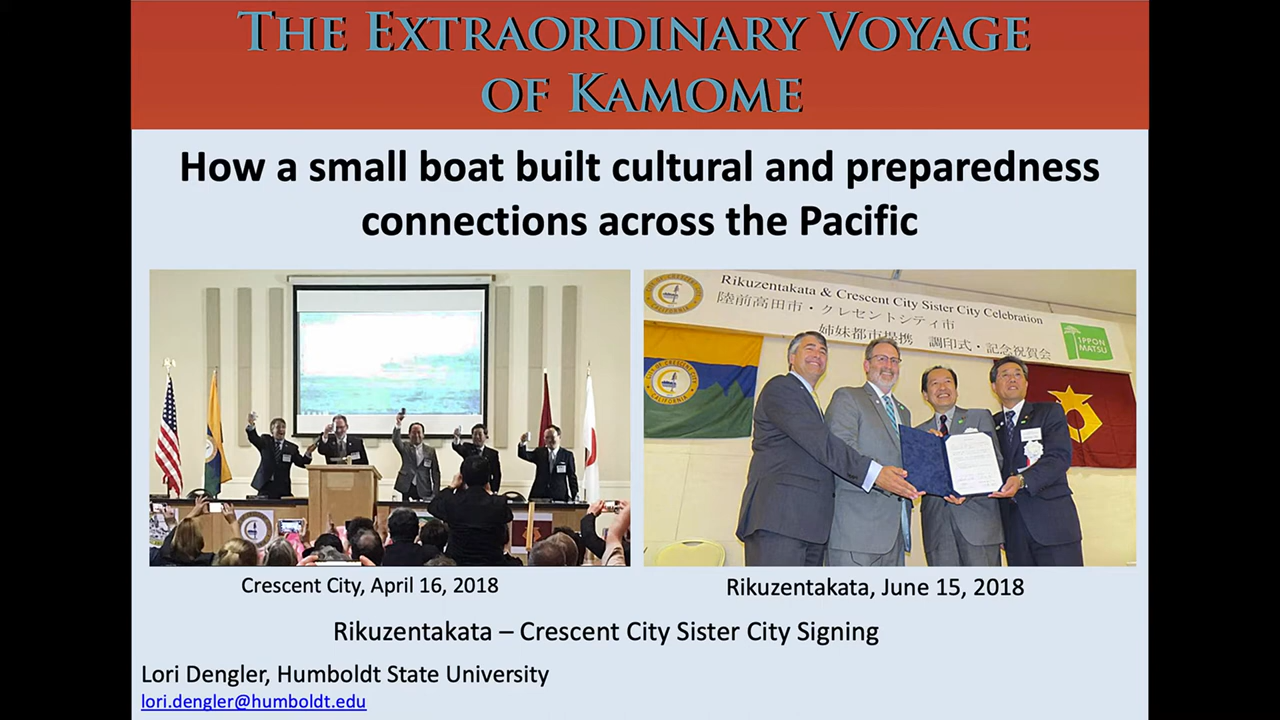 THE EXTRAORDINARY VOYAGE
OF KAMOME
How a small boat built cultural and preparedness
connections across the Pacific
Rikuzentakata & Crescent City Sister City Celebration
陸前高田市・クレセントシティ市
姉妹都市提携 調印式・記念祝賀会
IPPON
MATSU
CALIFORNIA
Crescent City, April 16, 2018
Rikuzentakata, June 15, 2018
Rikuzentakata – Crescent City Sister City Signing
Lori Dengler, Humboldt State University
lori.dengler@humboldt.edu